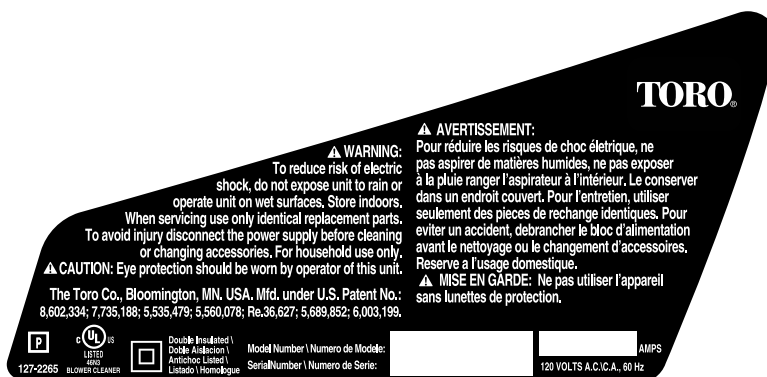 TORO®
⚠ WARNING:
To reduce risk of electric
shock, do not expose unit to rain or
operate unit on wet surfaces. Store indoors.
When servicing use only identical replacement parts.
To avoid injury disconnect the power supply before cleaning
or changing accessories. For household use only.
⚠ CAUTION: Eye protection should be worn by operator of this unit.
The Toro Co., Bloomington, MN. USA. Mfd. under U.S. Patent No.:
8,602,334; 7,735,188; 5,535,479; 5,560,078; Re.36,627; 5,689,852; 6,003,199.
⚠ AVERTISSEMENT:
Pour réduire les risques de choc életrique, ne
pas aspirer de matières humides, ne pas exposer
à la pluie ranger l'aspirateur à l'intérieur. Le conserver
dans un endroit couvert. Pour l'entretien, utiliser
seulement des pieces de rechange identiques. Pour
eviter un accident, debrancher le bloc d'alimentation
avant le nettoyage ou le changement d'accessoires.
Reserve a l'usage domestique.
⚠ MISE EN GARDE: Ne pas utiliser l'appareil
sans lunettes de protection.
P
127-2265
C UL US
LISTED
46N3
BLOWER CLEANER
Double Insulated \
Doble Aislacion \
Antichoc Listed \
Listado \ Homologue
Model Number \ Numero de Modele:
SerialNumber \ Numero de Serie:
AMPS
120 VOLTS A.C.\C.A., 60 Hz